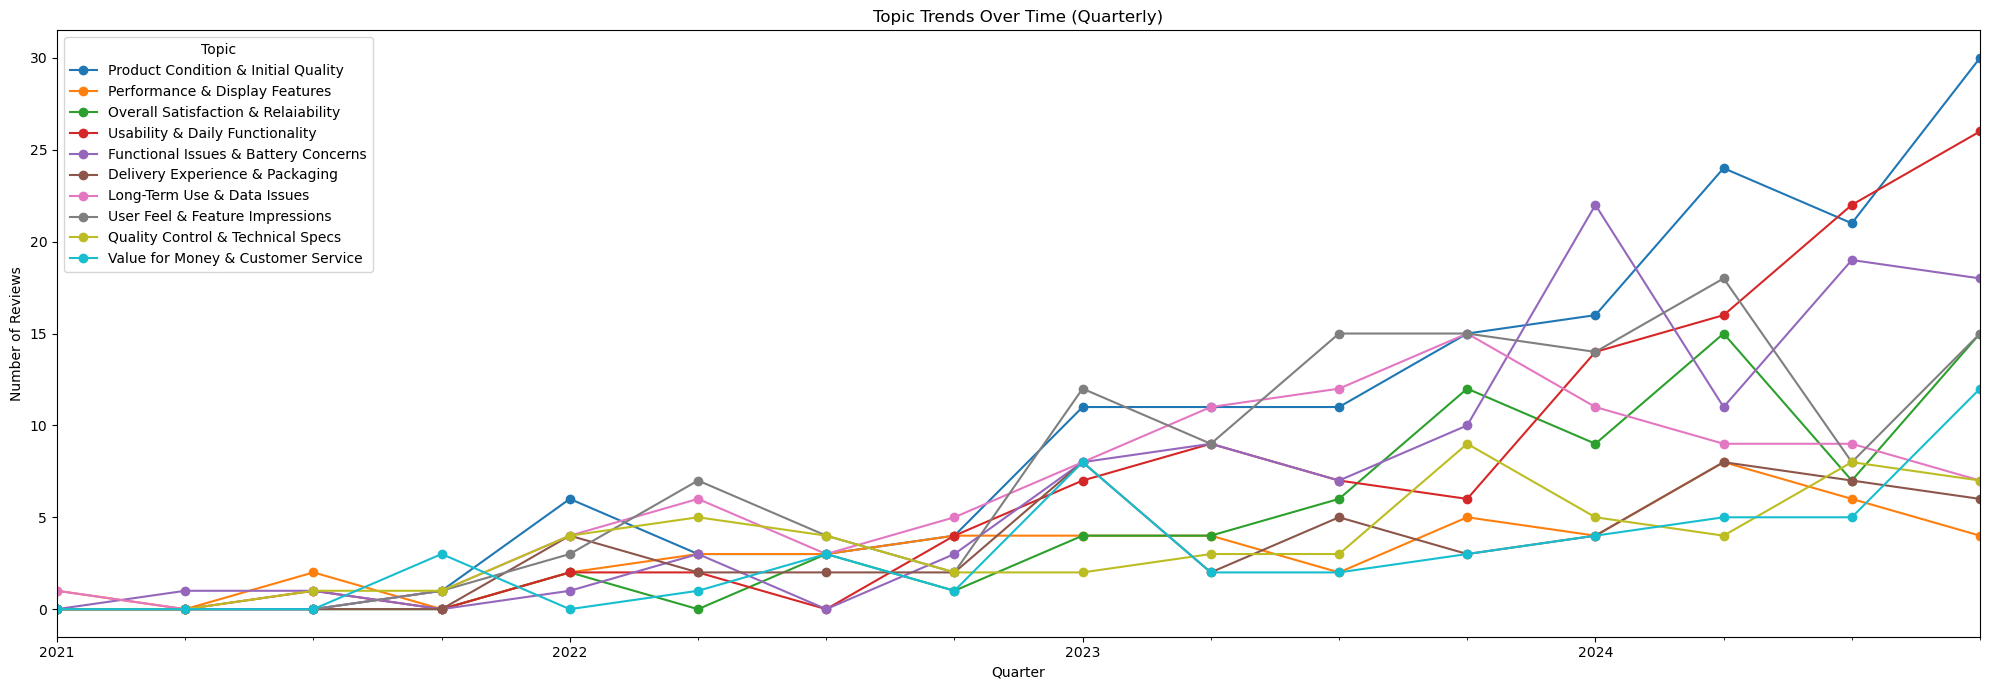 Topic Trends Over Time (Quarterly)
Topic
Product Condition & Initial Quality
Performance & Display Features
Overall Satisfaction & Relaiability
Usability & Daily Functionality
Functional Issues & Battery Concerns
Delivery Experience & Packaging
Long-Term Use & Data Issues
User Feel & Feature Impressions
Quality Control & Technical Specs
Value for Money & Customer Service
Number of Reviews
30
25
20
15
10
5
0
2021
2022
2023
2024
Quarter